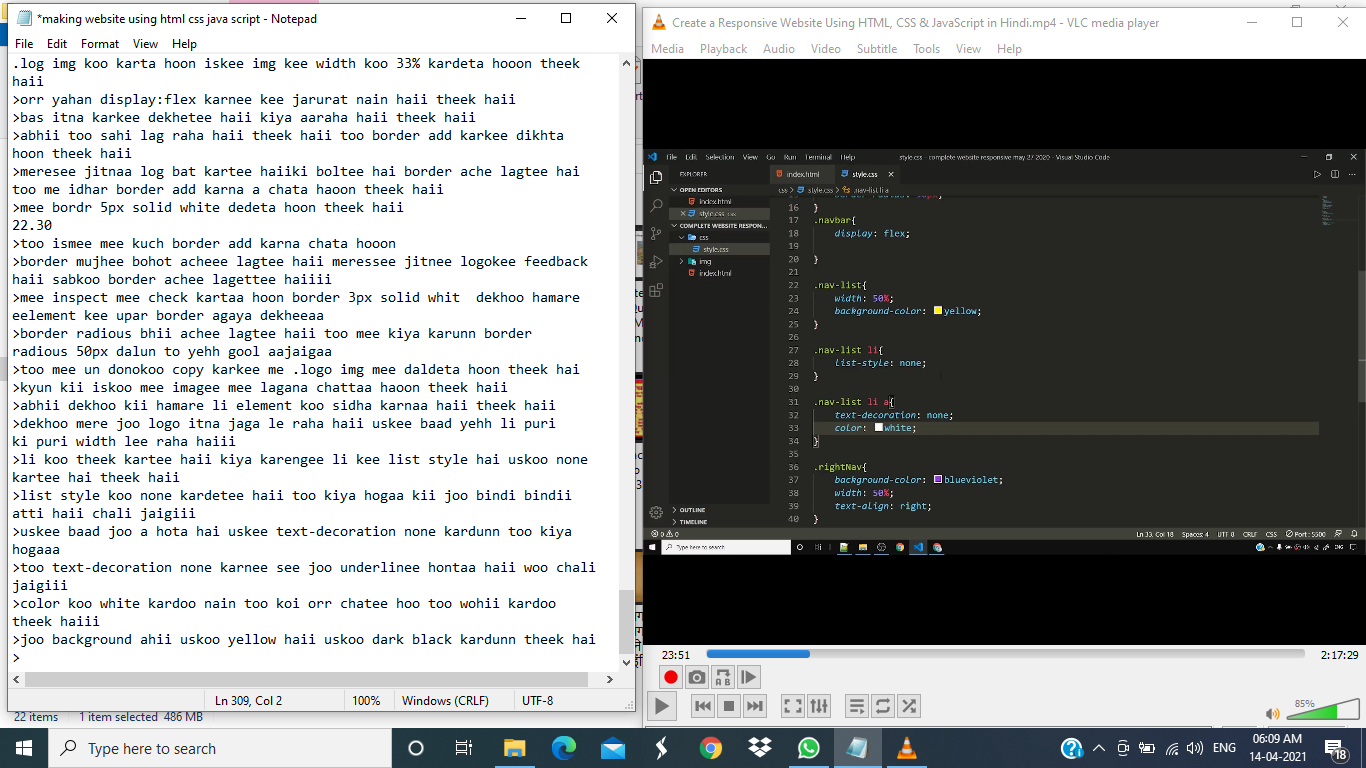 *making website using html css java script - Notepad
File Edit Format View Help
.log img koo karta hoon iskee img kee width koo 33% kardeta hooon theek
haii
>orr yahan display:flex karnee kee jarurat nain haii theek haii
>bas itna karkee dekhetee haii kiya aaraha haii theek haii
>abhii too sahi lag raha haii theek haii too border add karkee dikhta
hoon theek haii
>meresee jitnaa log bat kartee haiiki boltee hai border ache lagtee hai
too me idhar border add karna a chata haoon theek haii
>mee bordr 5px solid white dedeta hoon theek haii
22.30
>too ismee mee kuch border add karna chata hooon
>border mujhee bohot acheee lagtee haii meressee jitnee logokee feedback
haii sabkoo border achee lagettee haiiii
>mee inspect mee check kartaa hoon border 3px solid whit  dekhoo hamare
eelement kee upar border agaya dekheeaa
>border radious bhii achee lagtee haii too mee kiya karunn border
radious 50px dalun to yehh gool aajaigaa
>too mee un donokoo copy karkee me .logo img mee daldeta hoon theek hai
>kyun kii iskoo mee imagee mee lagana chattaa haoon theek haii
>abhii dekhoo kii hamare li element koo sidha karnaa haii theek haii
>dekhoo mere joo logo itna jaga le raha haii uskee baad yehh li puri
ki puri width lee raha haiii
>li koo theek kartee haii kiya karengee li kee list style hai uskoo none
kartee hai theek haii
>list style koo none kardetee haii too kiya hogaa kii joo bindi bindii
atti haii chali jaigiii
>uskee baad joo a hota hai uskee text-decoration none kardunn too kiya
hogaaa
>too text-decoration none karnee see joo underlinee hontaa haii woo chali
jaigiii
>color koo white kardoo nain too koi orr chatee hoo too wohii kardoo
theek haiii
>joo background ahii uskoo yellow haii uskoo dark black kardunn theek hai
>
Ln 309, Col 2 100% Windows (CRLF) UTF-8
22 items 1 item selected 486 MB
Create a Responsive Website Using HTML, CSS & JavaScript in Hindi.mp4 - VLC media player
Media Playback Audio Video Subtitle Tools View Help
File Edit Selection View Go Run Terminal Help style.css - complete website responsive may 27 2020 - Visual Studio Code
EXPLORER
OPEN EDITORS
index.html
style.css css
COMPLETE WEBSITE RESPON...
css
style.css
img
index.html
OUTLINE
TIMELINE
index.html style.css
css > style.css > .nav-list li a
16 }
17 .navbar{
18 display: flex;
19
20 }
21
22 .nav-list{
23 width: 50%;
24 background-color: yellow;
25 }
26
27 .nav-list li{
28 list-style: none;
29 }
30
31 .nav-list li a{
32 text-decoration: none;
33 color: white;
34 }
35
36 .rightNav{
37 background-color: blueviolet;
38 width: 50%;
39 text-align: right;
40 }
0 0 Ln 33, Col 18 Spaces: 4 UTF-8 CRLF CSS Port : 5500
Type here to search
ENG
23:51 2:17:29
85%
Type here to search
ENG
06:09 AM
14-04-2021
18